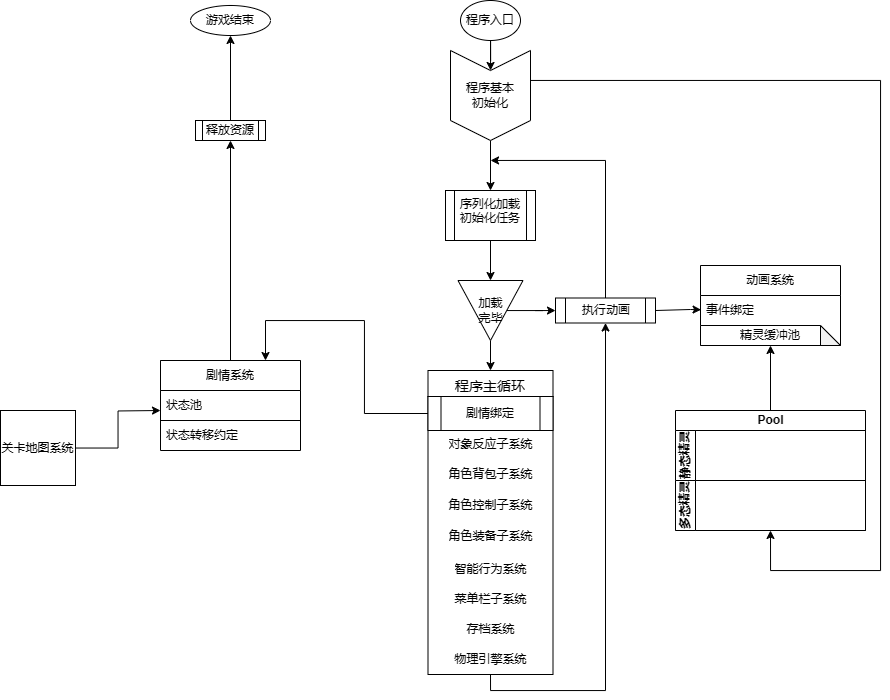 游戏结束
程序入口
程序基本
初始化
释放资源
序列化加载
初始化任务
加载
完毕
执行动画
动画系统
事件绑定
精灵缓冲池
剧情系统
状态池
状态转移约定
关卡地图系统
程序主循环
剧情绑定
对象反应子系统
角色背包子系统
角色控制子系统
角色装备子系统
智能行为系统
菜单栏子系统
存档系统
物理引擎系统
Pool
静态精灵
多态精灵